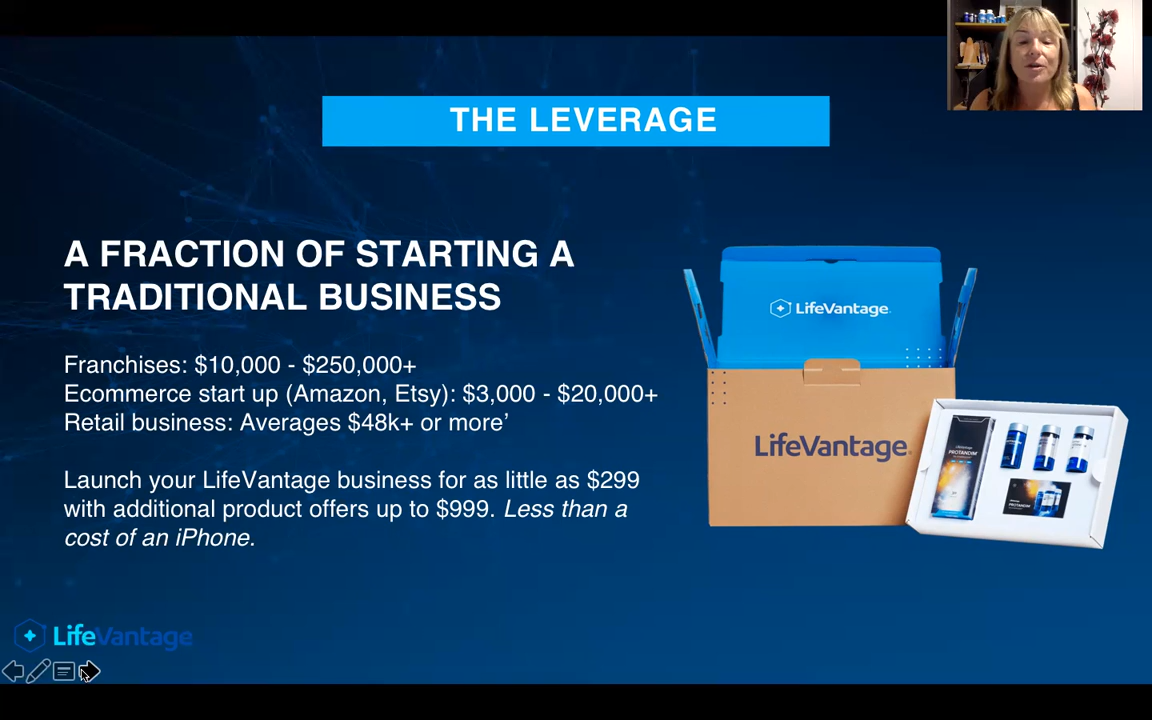 THE LEVERAGE
A FRACTION OF STARTING A
TRADITIONAL BUSINESS
Franchises: $10,000 - $250,000+
Ecommerce start up (Amazon, Etsy): $3,000 - $20,000+
Retail business: Averages $48k+ or more’
Launch your LifeVantage business for as little as $299
with additional product offers up to $999. Less than a
cost of an iPhone.
LifeVantage
LifeVantage
PROTANDIM
PROTANDIM
LifeVantage